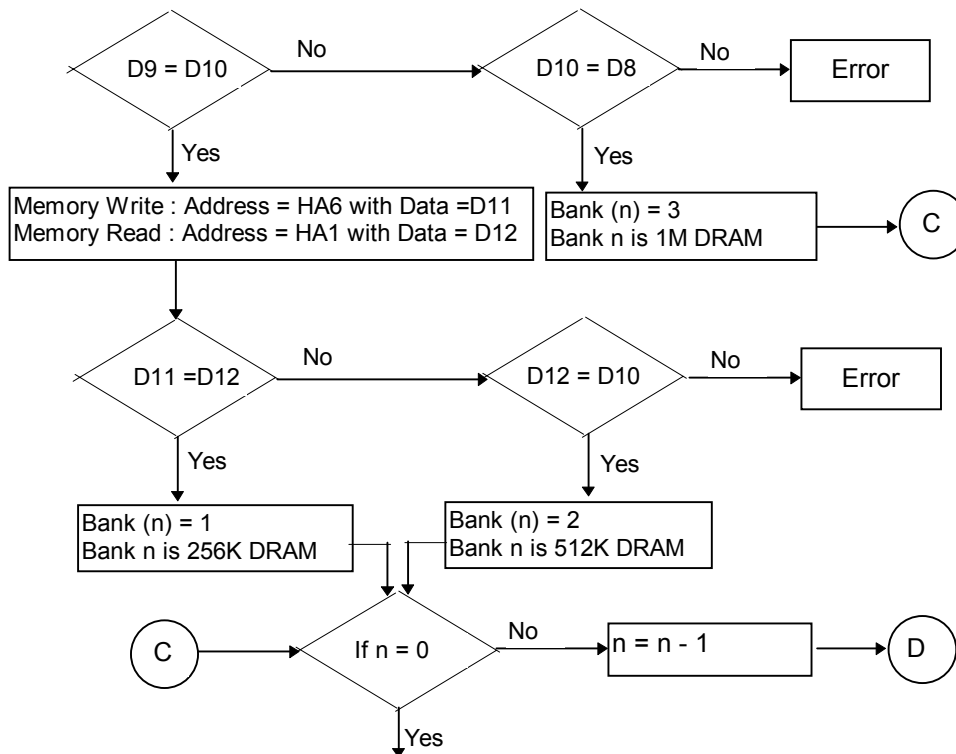 No
No
D9 = D10
D10 = D8
Error
Yes
Yes
Memory Write : Address = HA6 with Data =D11
Memory Read : Address = HA1 with Data = D12
Bank (n) = 3
Bank n is 1M DRAM
C
No
No
D11 =D12
D12 = D10
Error
Yes
Yes
Bank (n) = 1
Bank n is 256K DRAM
Bank (n) = 2
Bank n is 512K DRAM
C
If n = 0
No
n = n - 1
D
Yes